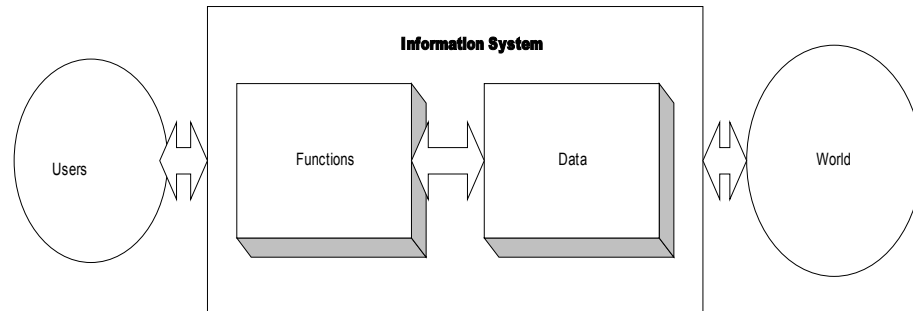 Information System
Users
Functions
Data
World